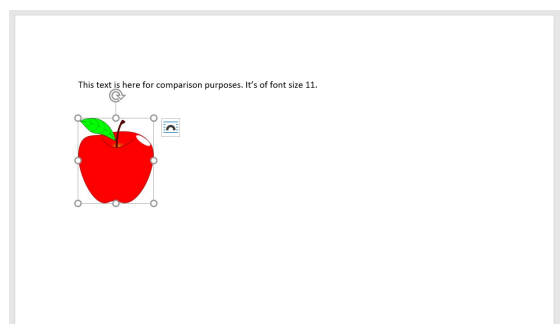 This text is here for comparison purposes. It’s of font size 11.